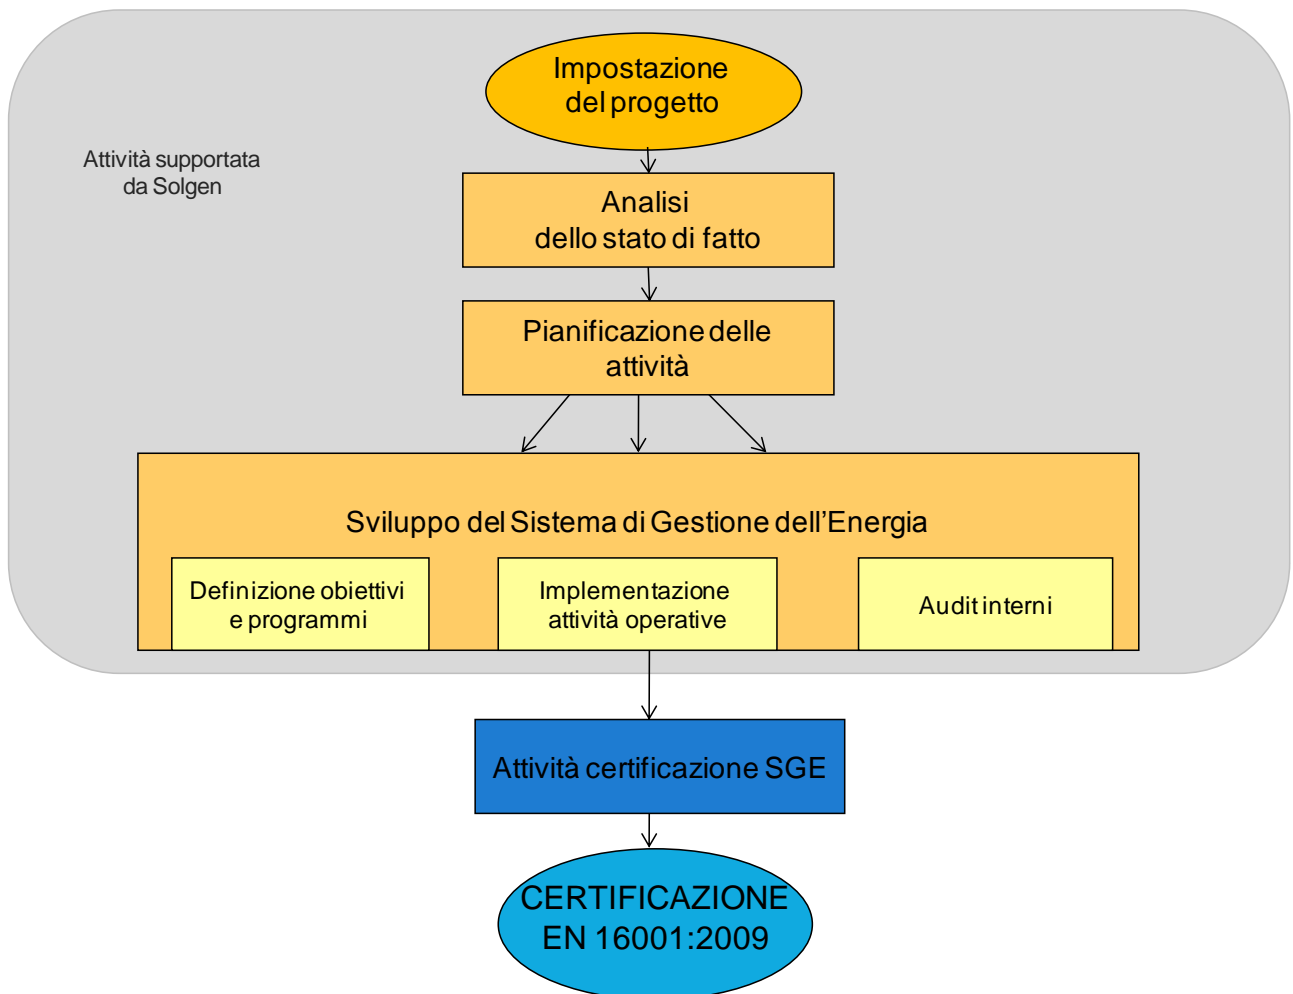 Impostazione
del progetto
Attività supportata
da Solgen
Analisi
dello stato di fatto
Pianificazione delle
attività
Sviluppo del Sistema di Gestione dell'Energia
Definizione obiettivi
e programmi
Implementazione
attività operative
Audit interni
Attività certificazione SGE
CERTIFICAZIONE
EN 16001:2009